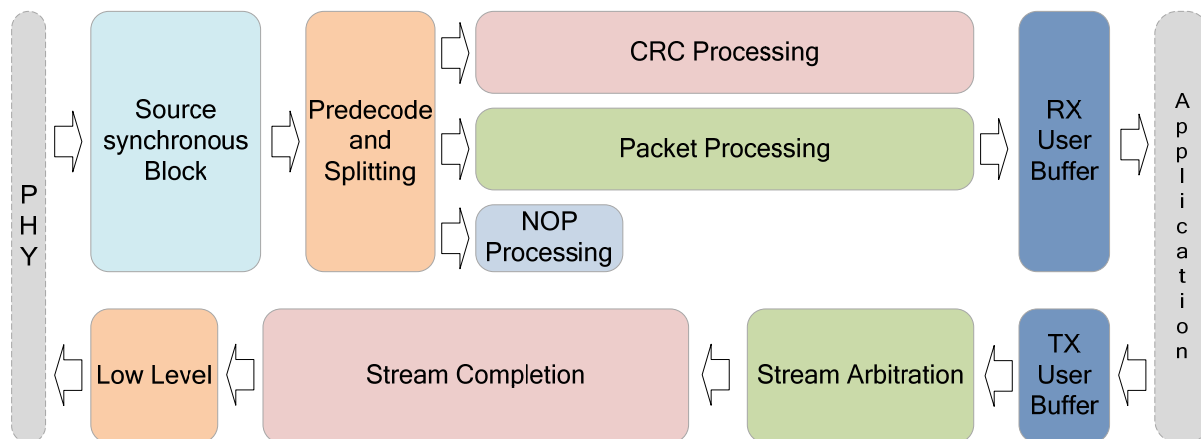 PHY
Source
synchronous
Block
Predecode
and
Splitting
CRC Processing
Packet Processing
NOP
Processing
RX
User
Buffer
Application
Low Level
Stream Completion
Stream Arbitration
TX
User
Buffer